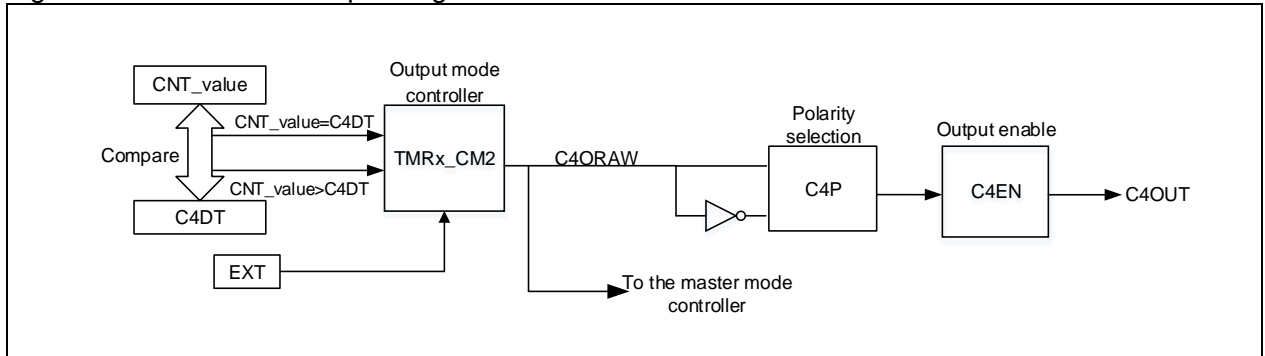 Output mode
controller
CNT_value
CNT_value=C4DT
Compare
CNT_value>C4DT
C4DT
EXT
TMRx_CM2
C4ORAW
Polarity
selection
C4P
Output enable
C4EN
C4OUT
To the master mode
controller